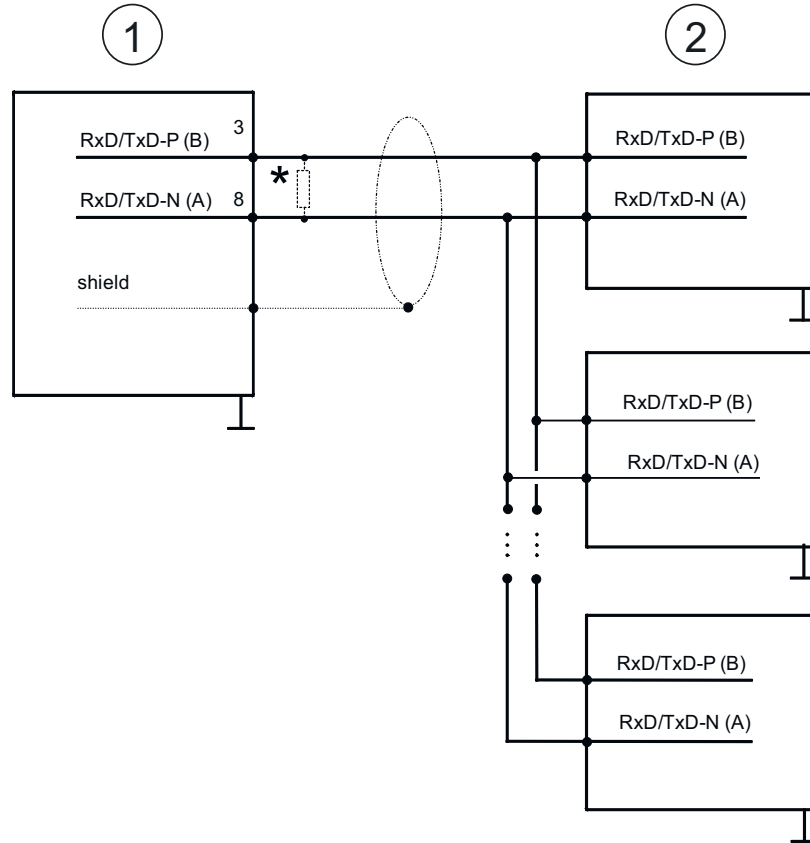 1
2
RxD/TxD-P (B) 3
RxD/TxD-P (B)
*
RxD/TxD-N (A) 8
RxD/TxD-N (A)
shield
RxD/TxD-P (B)
RxD/TxD-N (A)
RxD/TxD-P (B)
RxD/TxD-N (A)